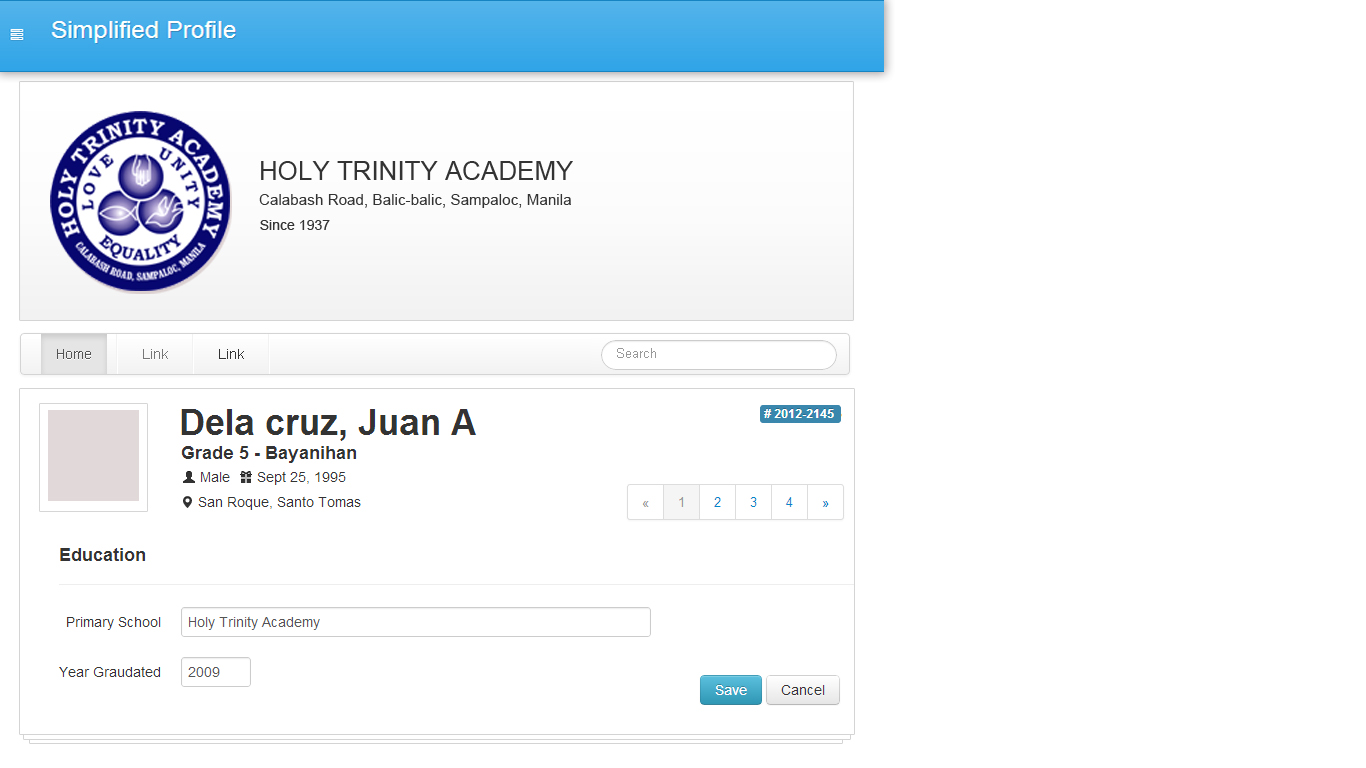 Simplified Profile
HOLY TRINITY ACADEMY
LOVE UNITY
EQUALITY
CALABASH ROAD, SAMPALOC, MANILA
HOLY TRINITY ACADEMY
Calabash Road, Balic-balic, Sampaloc, Manila
Since 1937
Home Link Link Search
Dela cruz, Juan A # 2012-2145
Grade 5 - Bayanihan
Male Sept 25, 1995
San Roque, Santo Tomas
« 1 2 3 4 »
Education
Primary School Holy Trinity Academy
Year Graudated 2009
Save Cancel